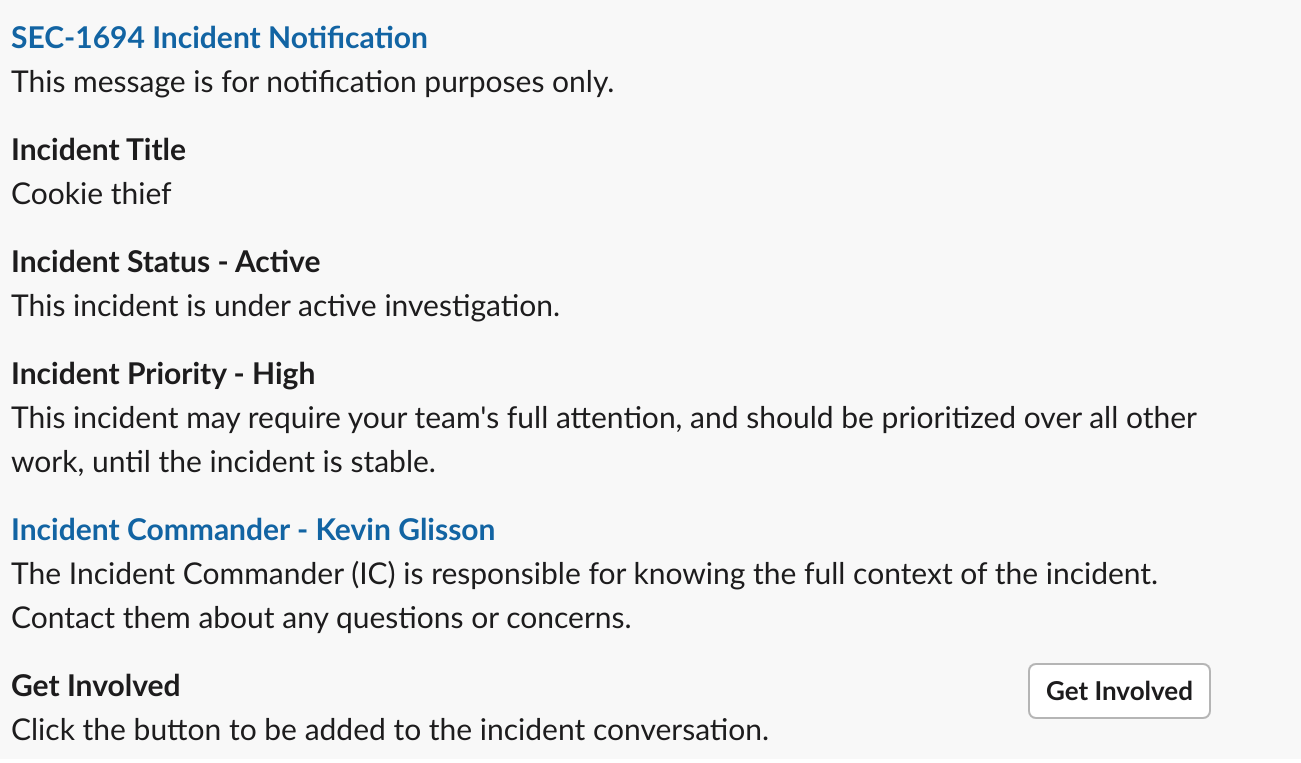 SEC-1694 Incident Notification
This message is for notification purposes only.
Incident Title
Cookie thief
Incident Status - Active
This incident is under active investigation.
Incident Priority - High
This incident may require your team's full attention, and should be prioritized over all other
work, until the incident is stable.
Incident Commander - Kevin Glisson
The Incident Commander (IC) is responsible for knowing the full context of the incident.
Contact them about any questions or concerns.
Get Involved
Get Involved
Click the button to be added to the incident conversation.